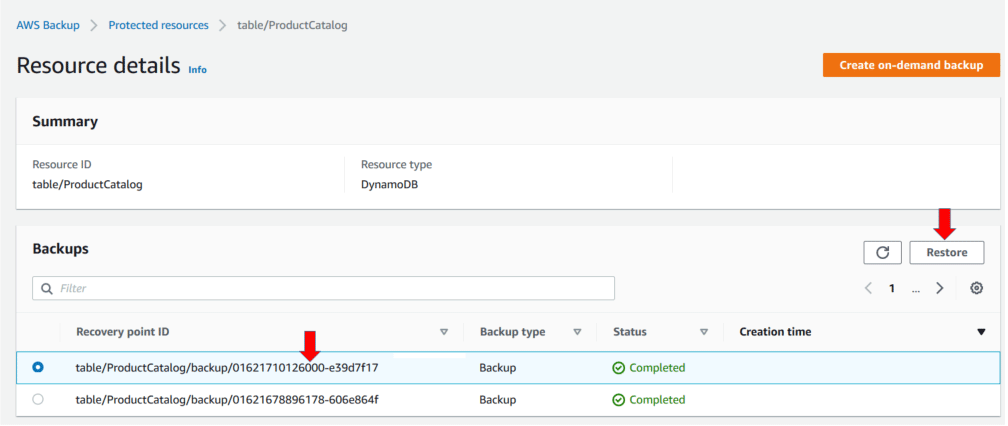 AWS Backup > Protected resources > table/ProductCatalog
Resource details Info
Create on-demand backup
Summary
Resource ID
table/ProductCatalog
Resource type
DynamoDB
Backups
Restore
Filter
1 ...
Recovery point ID Backup type Status Creation time
table/ProductCatalog/backup/01621710126000-e39d7f17 Backup Completed
table/ProductCatalog/backup/01621678896178-606e864f Backup Completed